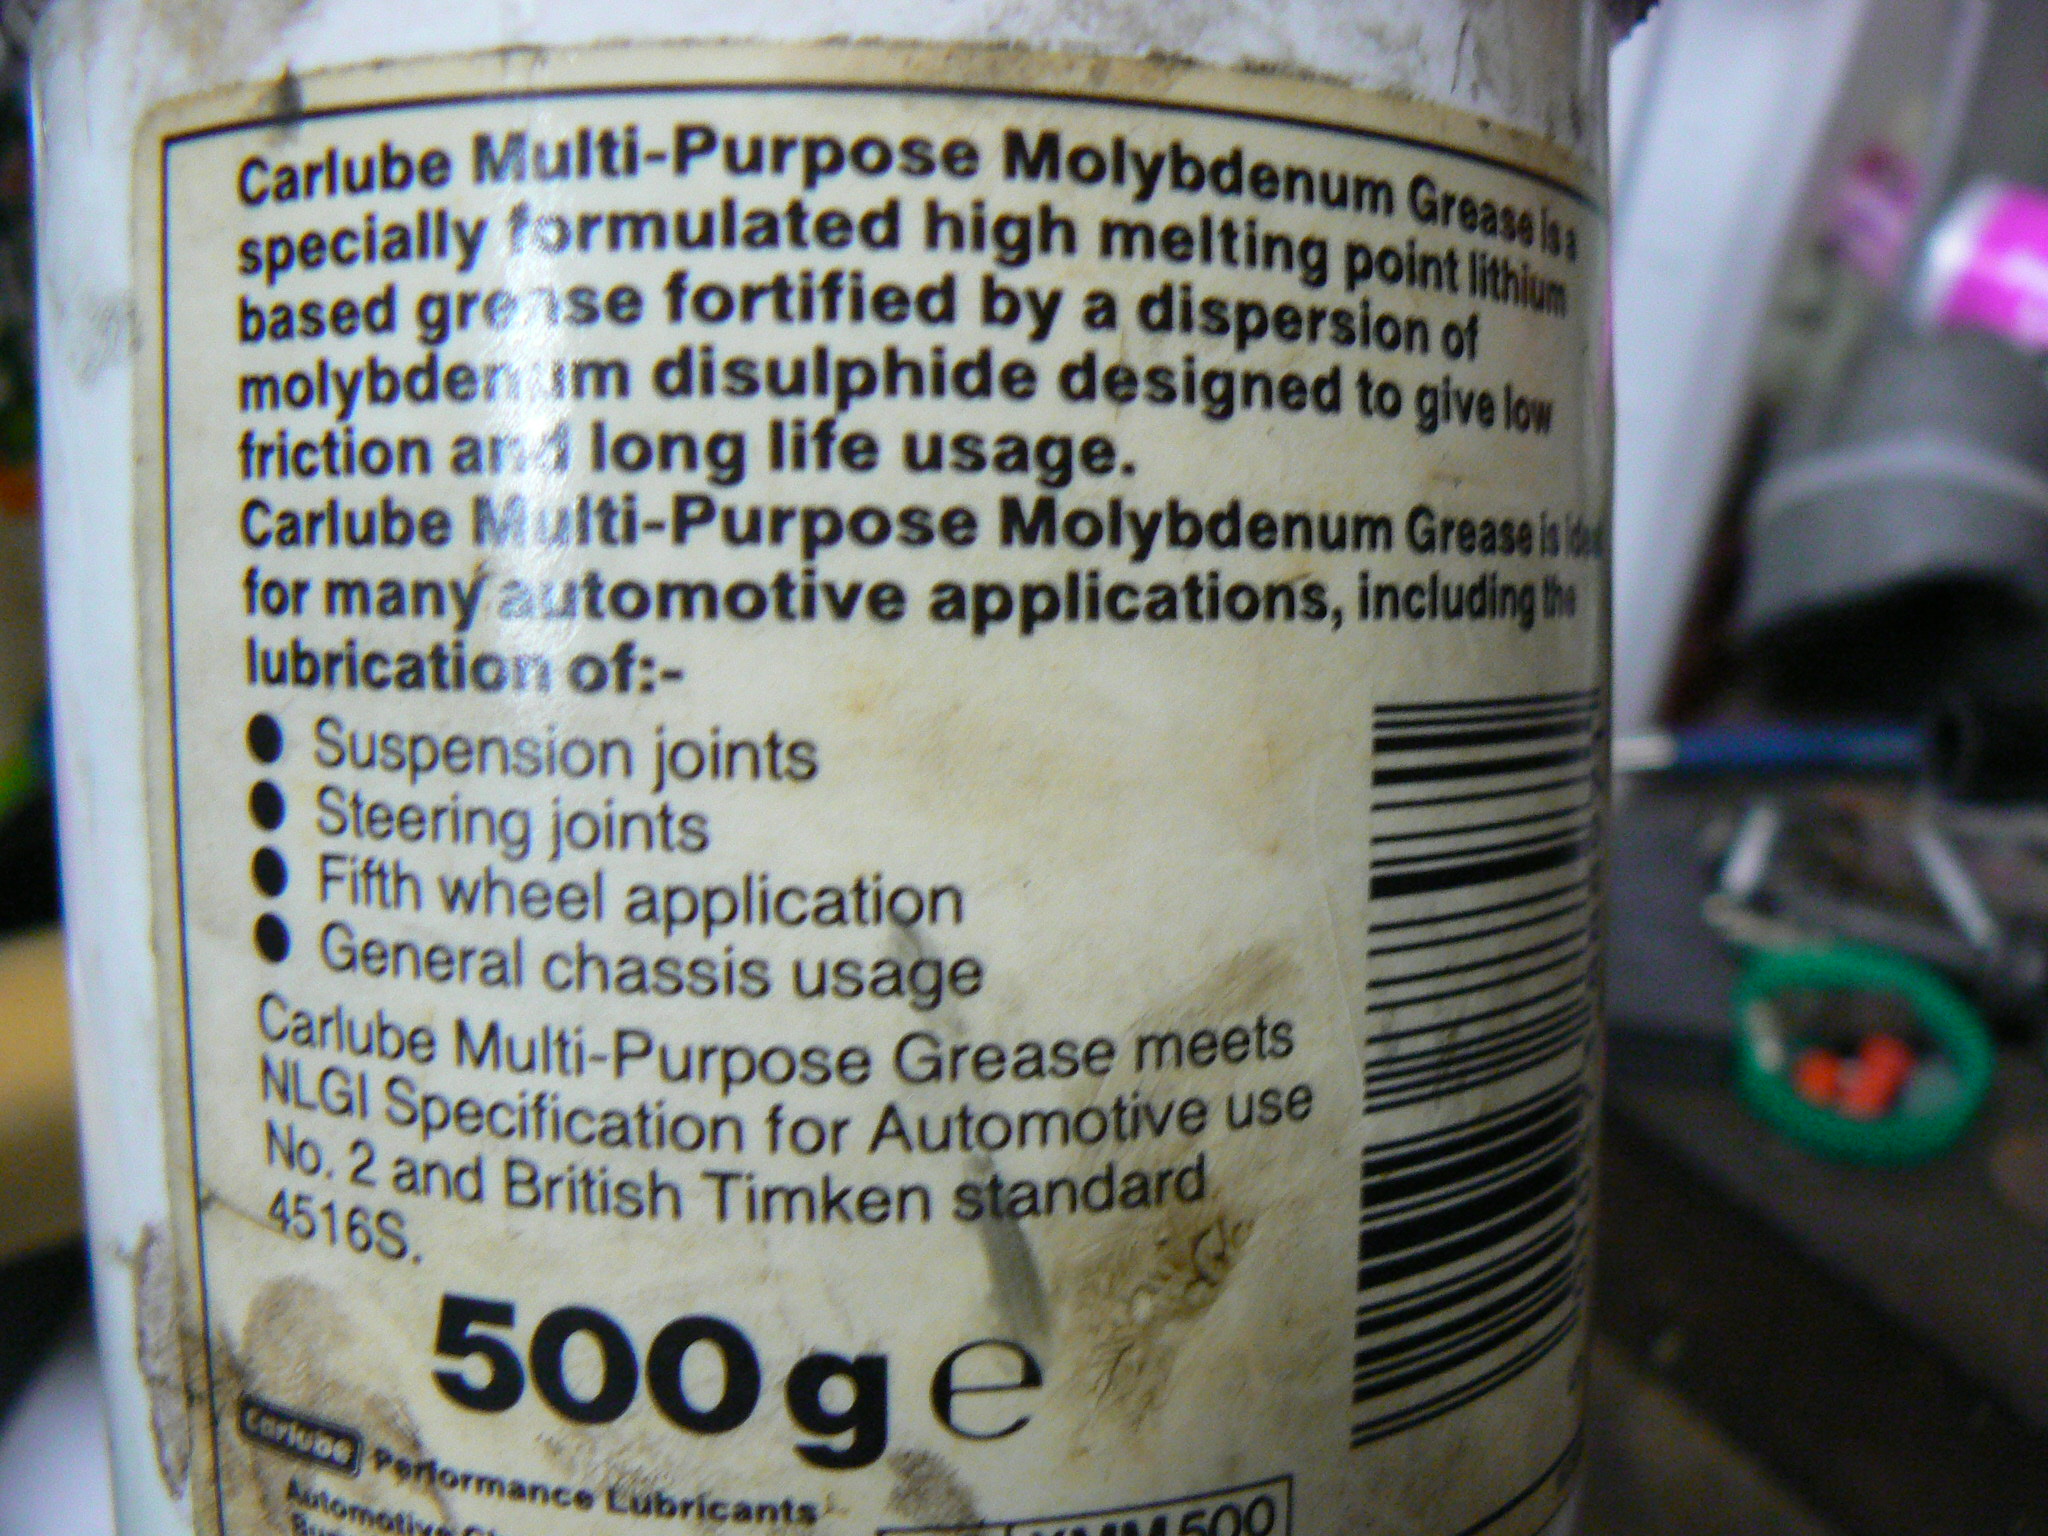 Carlube Multi-Purpose Molybdenum Grease is a
specially formulated high melting point lithium
based grease fortified by a dispersion of
molybdenum disulphide designed to give low
friction and long life usage.
Carlube Multi-Purpose Molybdenum Grease is ideal
for many automotive applications, including the
lubrication of:-
● Suspension joints
● Steering joints
● Fifth wheel application
● General chassis usage
Carlube Multi-Purpose Grease meets
NLGI Specification for Automotive use
No. 2 and British Timken standard
4516S.
500g e
Carlube Performance Lubricants
Automotive